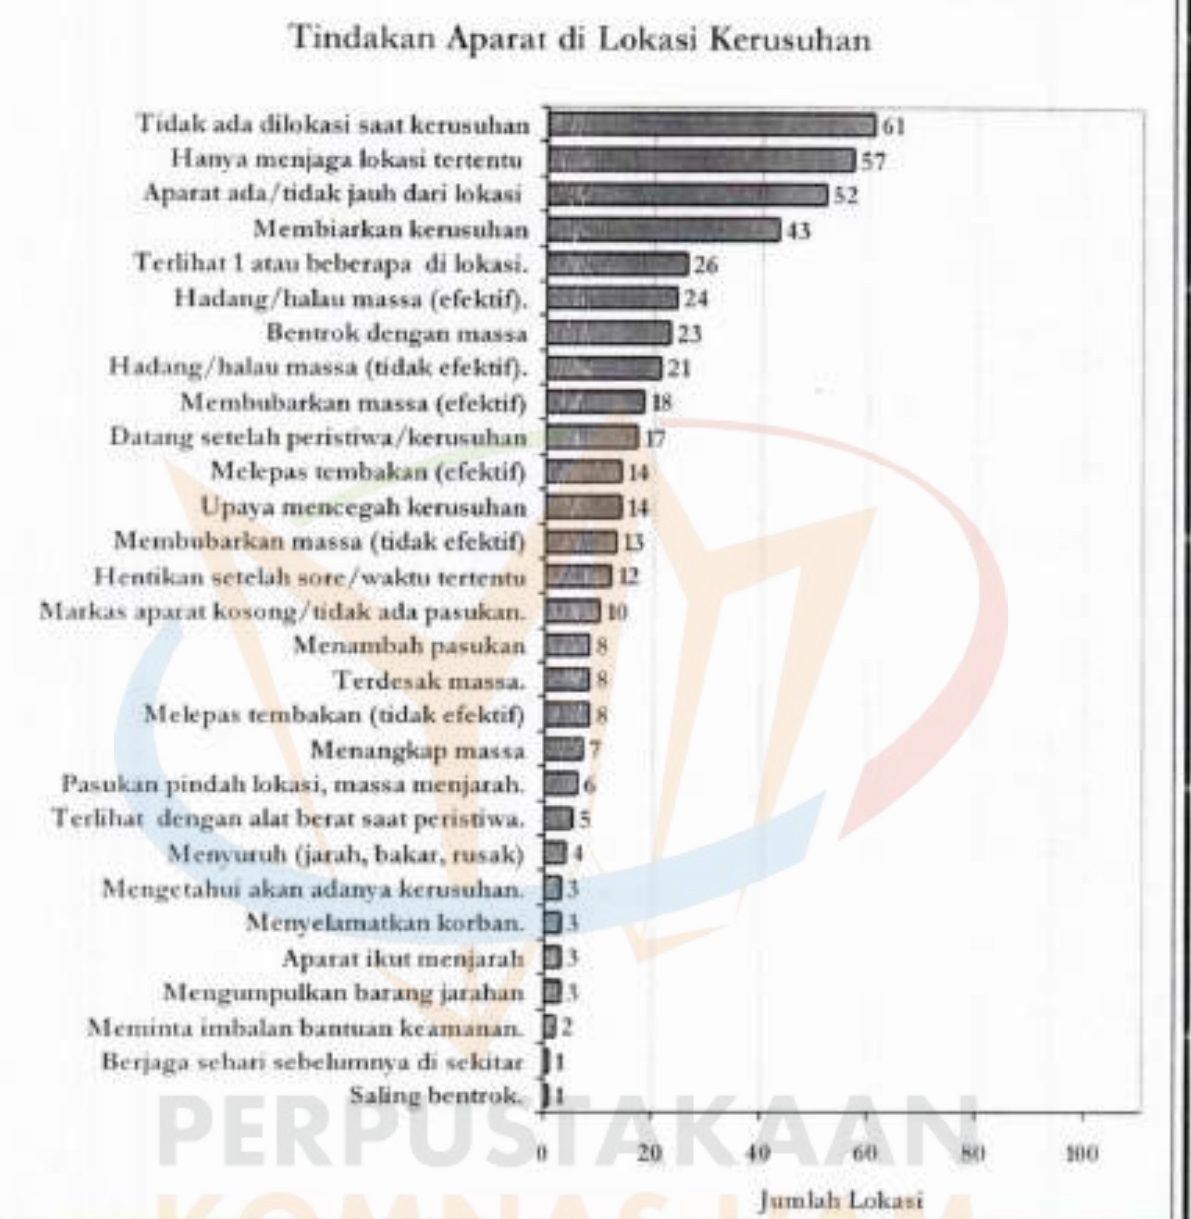 Tindakan Aparat di Lokasi Kerusuhan
Tidak ada dilokasi saat kerusuhan 61
Hanya menjaga lokasi tertentu 57
Aparat ada/tidak jauh dari lokasi 52
Membiarkan kerusuhan 43
Terlihat 1 atau beberapa di lokasi. 26
Hadang/halau massa (efektif). 24
Bentrok dengan massa 23
Hadang/halau massa (tidak efektif). 21
Membubarkan massa (efektif) 18
Datang setelah peristiwa/kerusuhan 17
Melepas tembakan (efektif) 14
Upaya mencegah kerusuhan 14
Membubarkan massa (tidak efektif) 13
Hentikan setelah sore/waktu tertentu 12
Markas aparat kosong/tidak ada pasukan. 10
Menambah pasukan 8
Terdesak massa. 8
Melepas tembakan (tidak efektif) 8
Menangkap massa 7
Pasukan pindah lokasi, massa menjarah. 6
Terlihat dengan alat berat saat peristiwa. 5
Menyuruh (jarah, bakar, rusak) 4
Mengetahui akan adanya kerusuhan. 3
Menyelamatkan korban. 3
Aparat ikut menjarah 3
Mengumpulkan barang jarahan 3
Meminta imbalan bantuan keamanan. 2
Berjaga sehari sebelumnya di sekitar 1
Saling bentrok. 1
PERPUSTAKAAN
0 20 40 60 80 100
Jumlah Lokasi
KOMNAS HAM